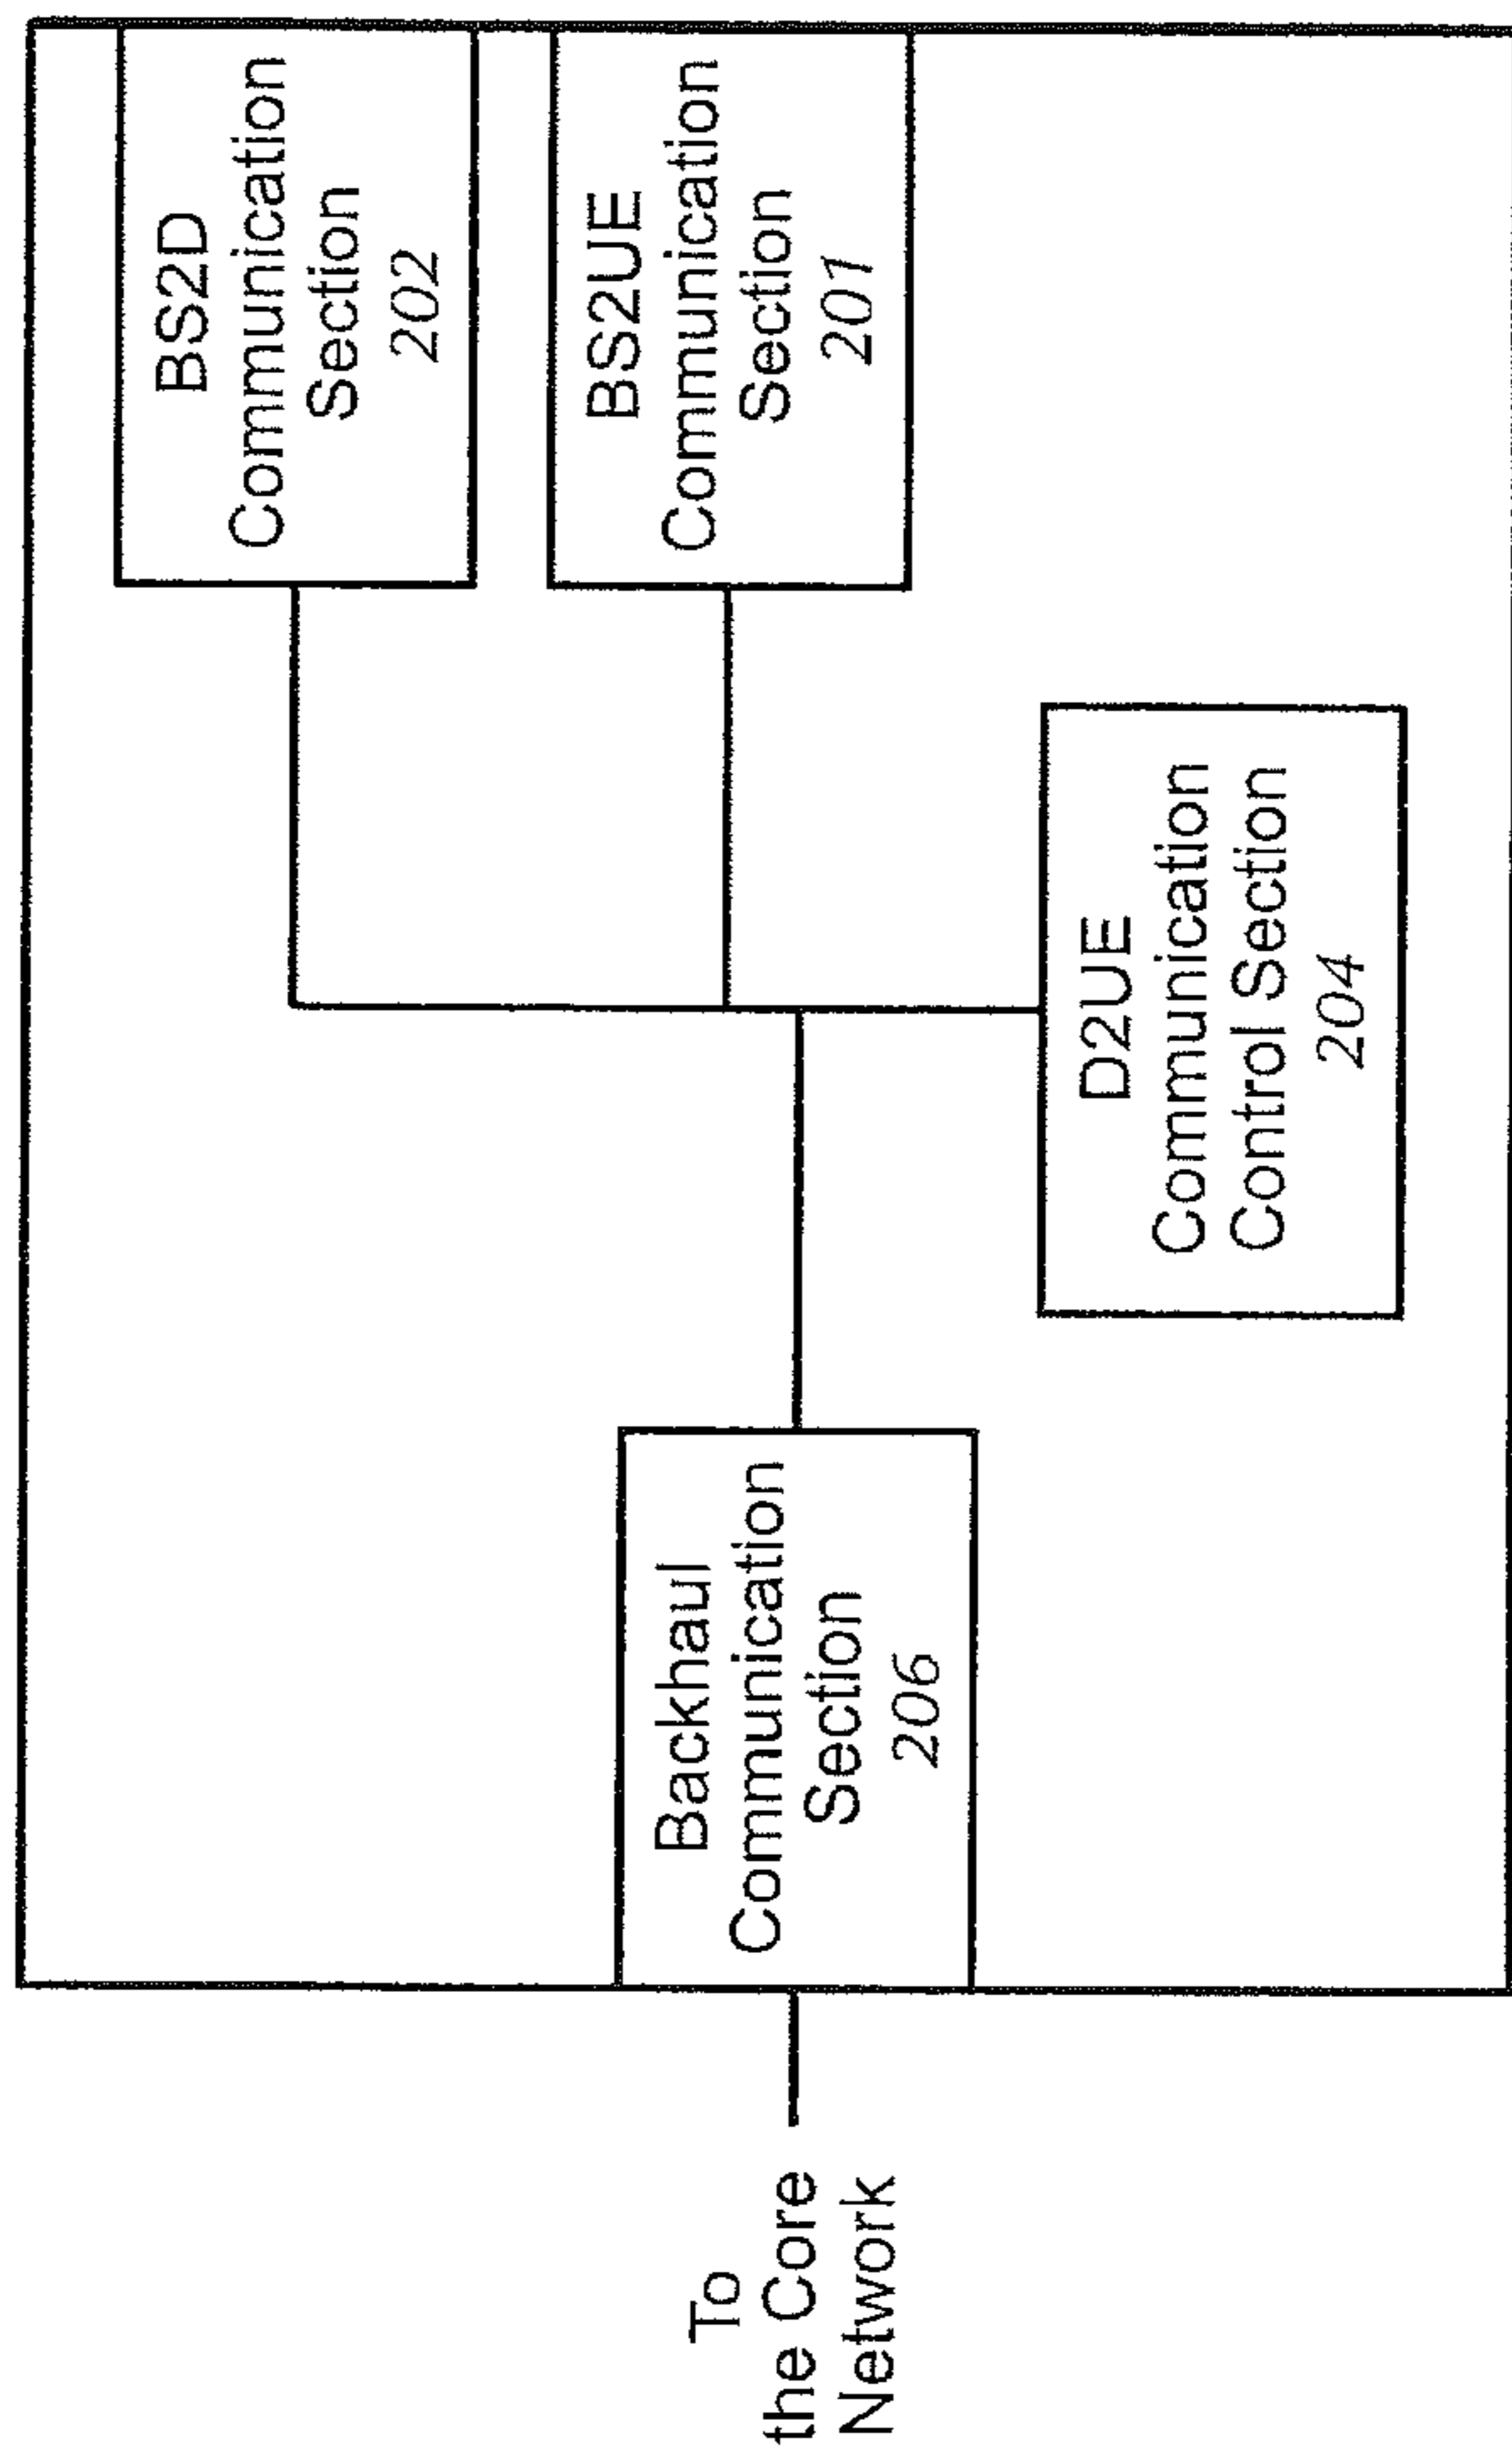 BS2D
Communication
Section
202
BS2UE
Communication
Section
201
D2UE
Communication
Control Section
204
Backhaul
Communication
Section
206
To
the Core
Network